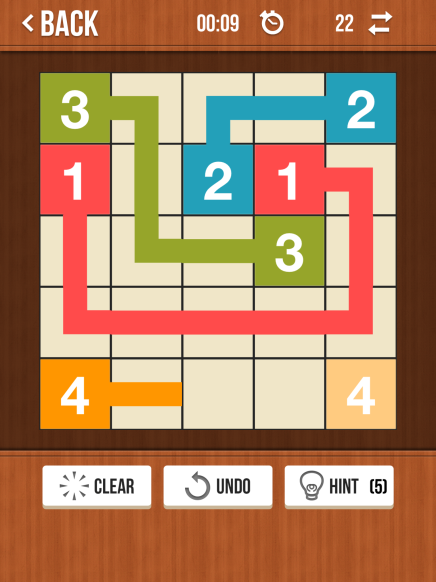 BACK 00:09 22
3 2
1 2 1
3
4 4
CLEAR UNDO HINT (5)